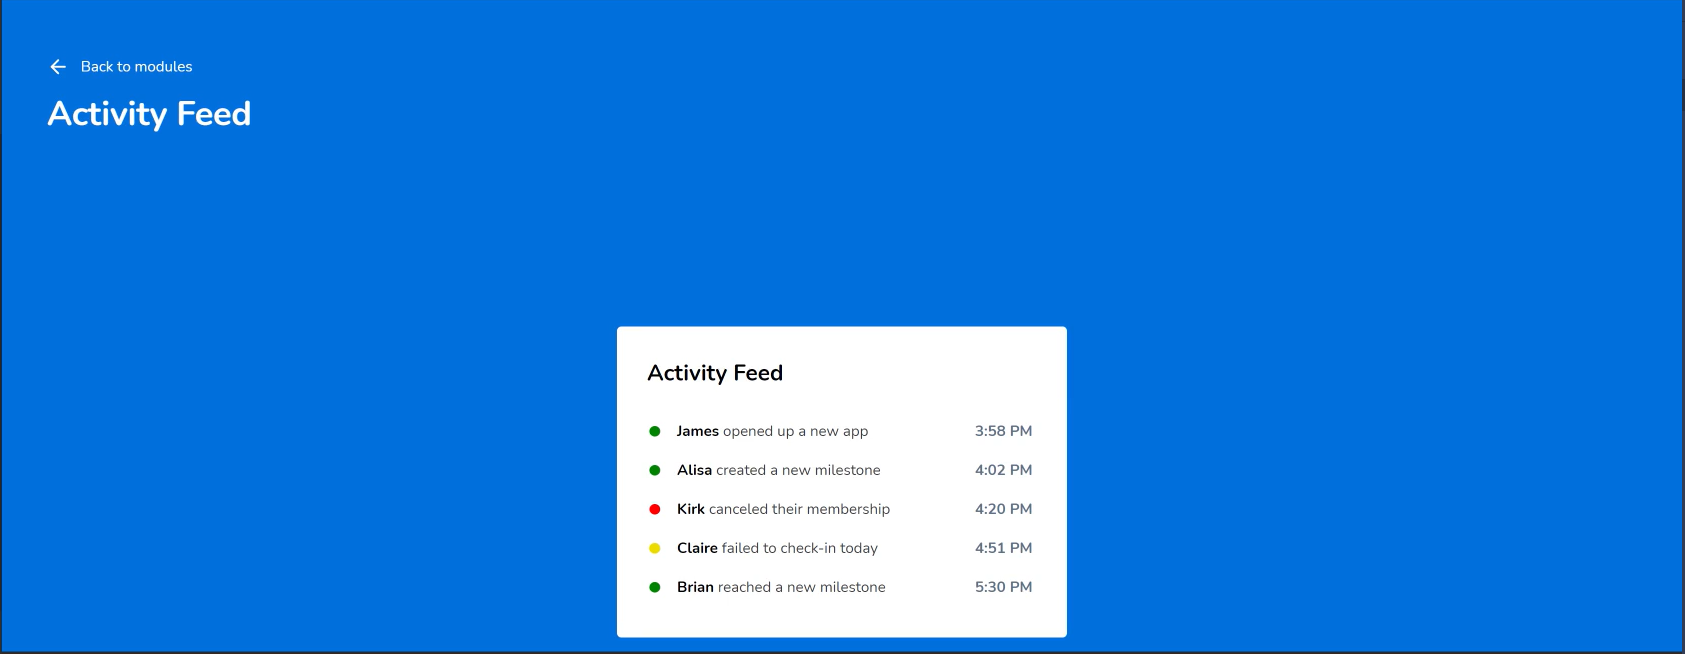 Back to modules
Activity Feed
Activity Feed
James opened up a new app 3:58 PM
Alisa created a new milestone 4:02 PM
Kirk canceled their membership 4:20 PM
Claire failed to check-in today 4:51 PM
Brian reached a new milestone 5:30 PM